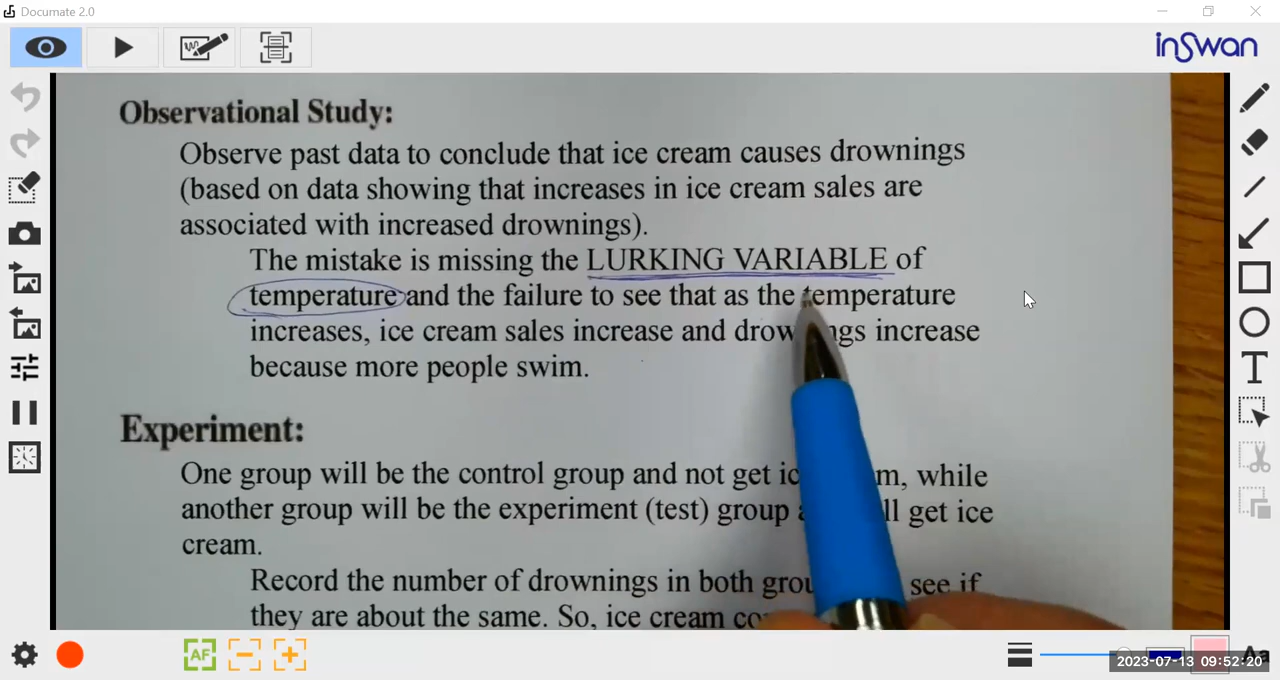 Documate 2.0
inSwan
Observational Study:
Observe past data to conclude that ice cream causes drownings
(based on data showing that increases in ice cream sales are
associated with increased drownings).
The mistake is missing the LURKING VARIABLE of
temperature and the failure to see that as the temperature
increases, ice cream sales increase and drow gs increase
because more people swim.
Experiment:
One group will be the control group and not get ic m, while
another group will be the experiment (test) group ll get ice
cream.
Record the number of drownings in both grou see if
they are about the same. So, ice cream co
AF
T
Aa
2023-07-13 09:52:20